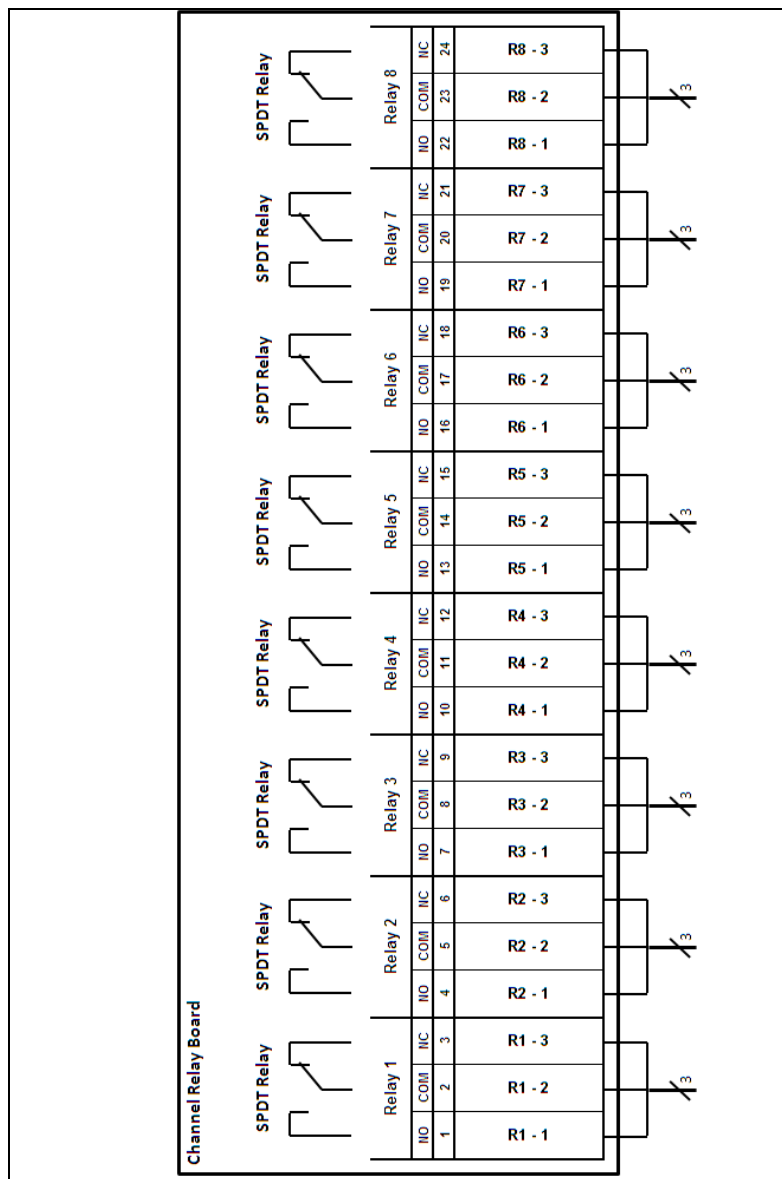 SPDT Relay
Relay 8
NC 24 R8 - 3
COM 23 R8 - 2
NO 22 R8 - 1
3
SPDT Relay
Relay 7
NC 21 R7 - 3
COM 20 R7 - 2
NO 19 R7 - 1
3
SPDT Relay
Relay 6
NC 18 R6 - 3
COM 17 R6 - 2
NO 16 R6 - 1
3
SPDT Relay
Relay 5
NC 15 R5 - 3
COM 14 R5 - 2
NO 13 R5 - 1
3
SPDT Relay
Relay 4
NC 12 R4 - 3
COM 11 R4 - 2
NO 10 R4 - 1
3
SPDT Relay
Relay 3
NC 9 R3 - 3
COM 8 R3 - 2
NO 7 R3 - 1
3
SPDT Relay
Relay 2
NC 6 R2 - 3
COM 5 R2 - 2
NO 4 R2 - 1
3
Channel Relay Board
SPDT Relay
Relay 1
NC 3 R1 - 3
COM 2 R1 - 2
NO 1 R1 - 1
3